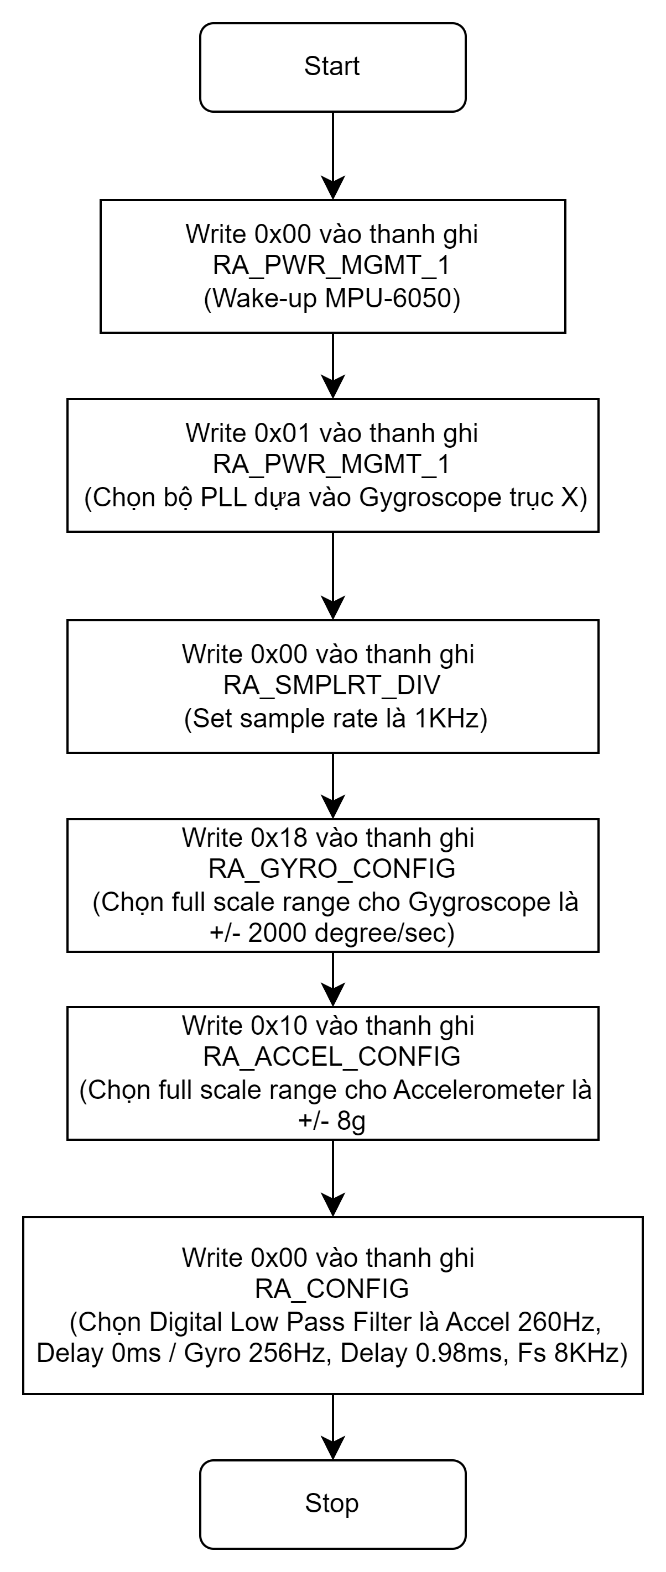 Start
Write 0x00 vào thanh ghi
RA_PWR_MGMT_1
(Wake-up MPU-6050)
Write 0x01 vào thanh ghi
RA_PWR_MGMT_1
(Chọn bộ PLL dựa vào Gygroscope trục X)
Write 0x00 vào thanh ghi
RA_SMPLRT_DIV
(Set sample rate là 1KHz)
Write 0x18 vào thanh ghi
RA_GYRO_CONFIG
(Chọn full scale range cho Gygroscope là
+/- 2000 degree/sec)
Write 0x10 vào thanh ghi
RA_ACCEL_CONFIG
(Chọn full scale range cho Accelerometer là
+/- 8g
Write 0x00 vào thanh ghi
RA_CONFIG
(Chọn Digital Low Pass Filter là Accel 260Hz,
Delay 0ms / Gyro 256Hz, Delay 0.98ms, Fs 8KHz)
Stop